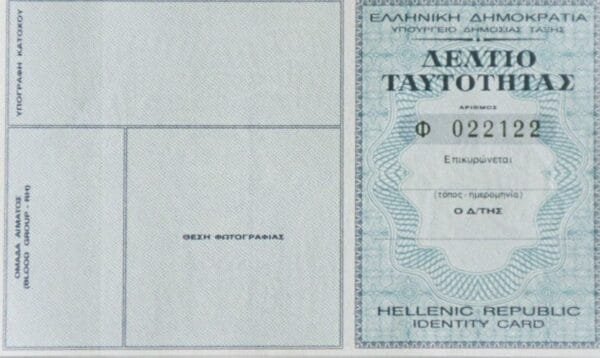 ΥΠΟΓΡΑΦΗ ΚΑΤΟΧΟΥ
ΟΜΑΔΑ ΑΙΜΑΤΟΣ
(BLOOD GROUP - RH)
ΘΕΣΗ ΦΩΤΟΓΡΑΦΙΑΣ
ΕΛΛΗΝΙΚΗ ΔΗΜΟΚΡΑΤΙΑ
ΥΠΟΥΡΓΕΙΟ ΔΗΜΟΣΙΑΣ ΤΑΞΗΣ
ΔΕΛΤΙΟ
ΤΑΥΤΟΤΗΤΑΣ
ΑΡΙΘΜΟΣ
Φ 022122
Επικυρώνεται
(τόπος - ημερομηνία)
Ο Δ/ΤΗΣ
HELLENIC REPUBLIC
IDENTITY CARD